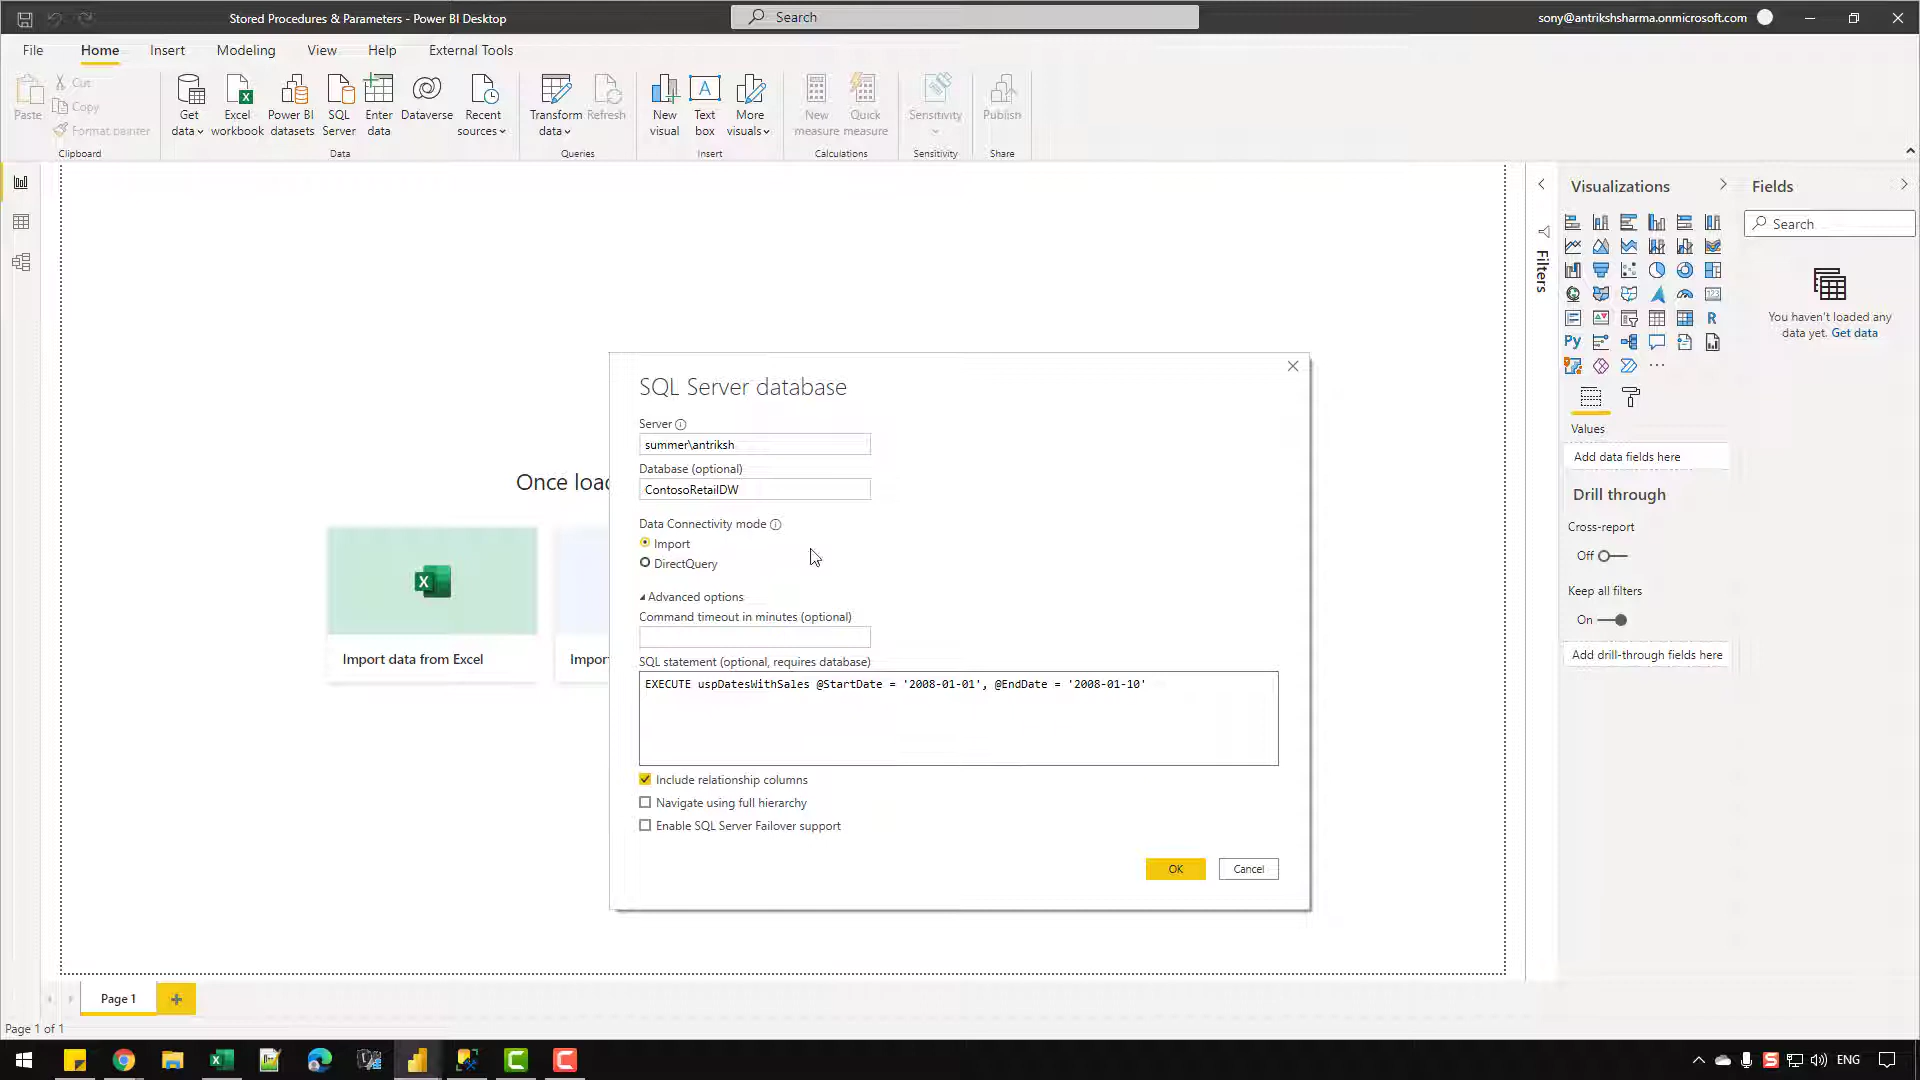 Stored Procedures & Parameters - Power BI Desktop
Search
sony@antrikshsharma.onmicrosoft.com
File
Home
Insert
Modeling
View
Help
External Tools
Paste
Cut
Copy
Format painter
Clipboard
Get data
Excel workbook
Power BI datasets
SQL Server
Enter data
Dataverse
Recent sources
Data
Transform data
Refresh
Queries
New visual
Text box
More visuals
Insert
New measure
Quick measure
Calculations
Sensitivity
Sensitivity
Publish
Share
Once load
Import data from Excel
Impor
SQL Server database
Server
summer\antriksh
Database (optional)
ContosoRetailDW
Data Connectivity mode
Import
DirectQuery
Advanced options
Command timeout in minutes (optional)
SQL statement (optional, requires database)
EXECUTE uspDatesWithSales @StartDate = '2008-01-01', @EndDate = '2008-01-10'
Include relationship columns
Navigate using full hierarchy
Enable SQL Server Failover support
OK
Cancel
Filters
Visualizations
Values
Add data fields here
Drill through
Cross-report
Off
Keep all filters
On
Add drill-through fields here
Fields
Search
You haven't loaded any
data yet. Get data
Page 1
Page 1 of 1
ENG